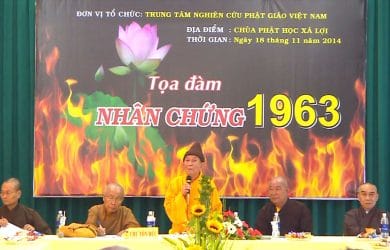 ĐƠN VỊ TỔ CHỨC: TRUNG TÂM NGHIÊN CỨU PHẬT GIÁO VIỆT NAM
ĐỊA ĐIỂM : CHÙA PHẬT HỌC XÁ LỢI
THỜI GIAN : Ngày 18 tháng 11 năm 2014
Tọa đàm
NHÂN CHỨNG 1963